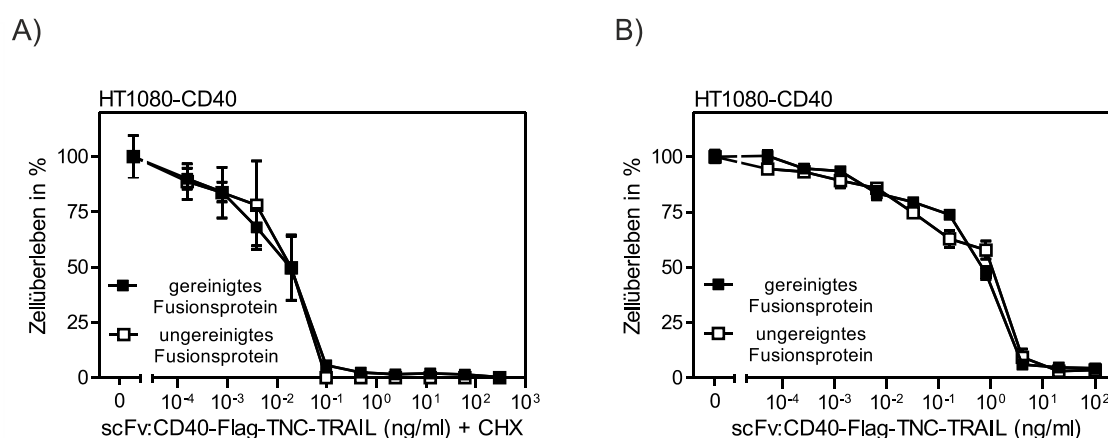 A)
HT1080-CD40
Zellüberleben in %
100
75
50
25
0
gereinigtes
Fusionsprotein
ungereinigtes
Fusionsprotein
0 10-4 10-3 10-2 10-1 100 101 102 103
scFv:CD40-Flag-TNC-TRAIL (ng/ml) + CHX
B)
HT1080-CD40
Zellüberleben in %
100
75
50
25
0
gereinigtes
Fusionsprotein
ungereigntes
Fusionsprotein
0 10-4 10-3 10-2 10-1 100 101 102
scFv:CD40-Flag-TNC-TRAIL (ng/ml)